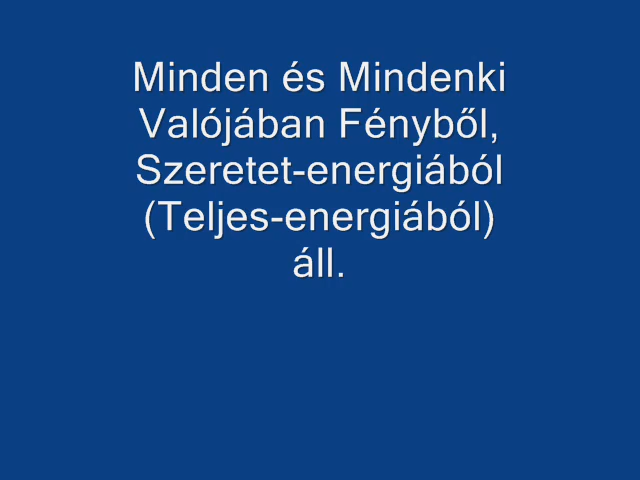 Minden és Mindenki
Valójában Fényből,
Szeretet-energiából
(Teljes-energiából)
áll.